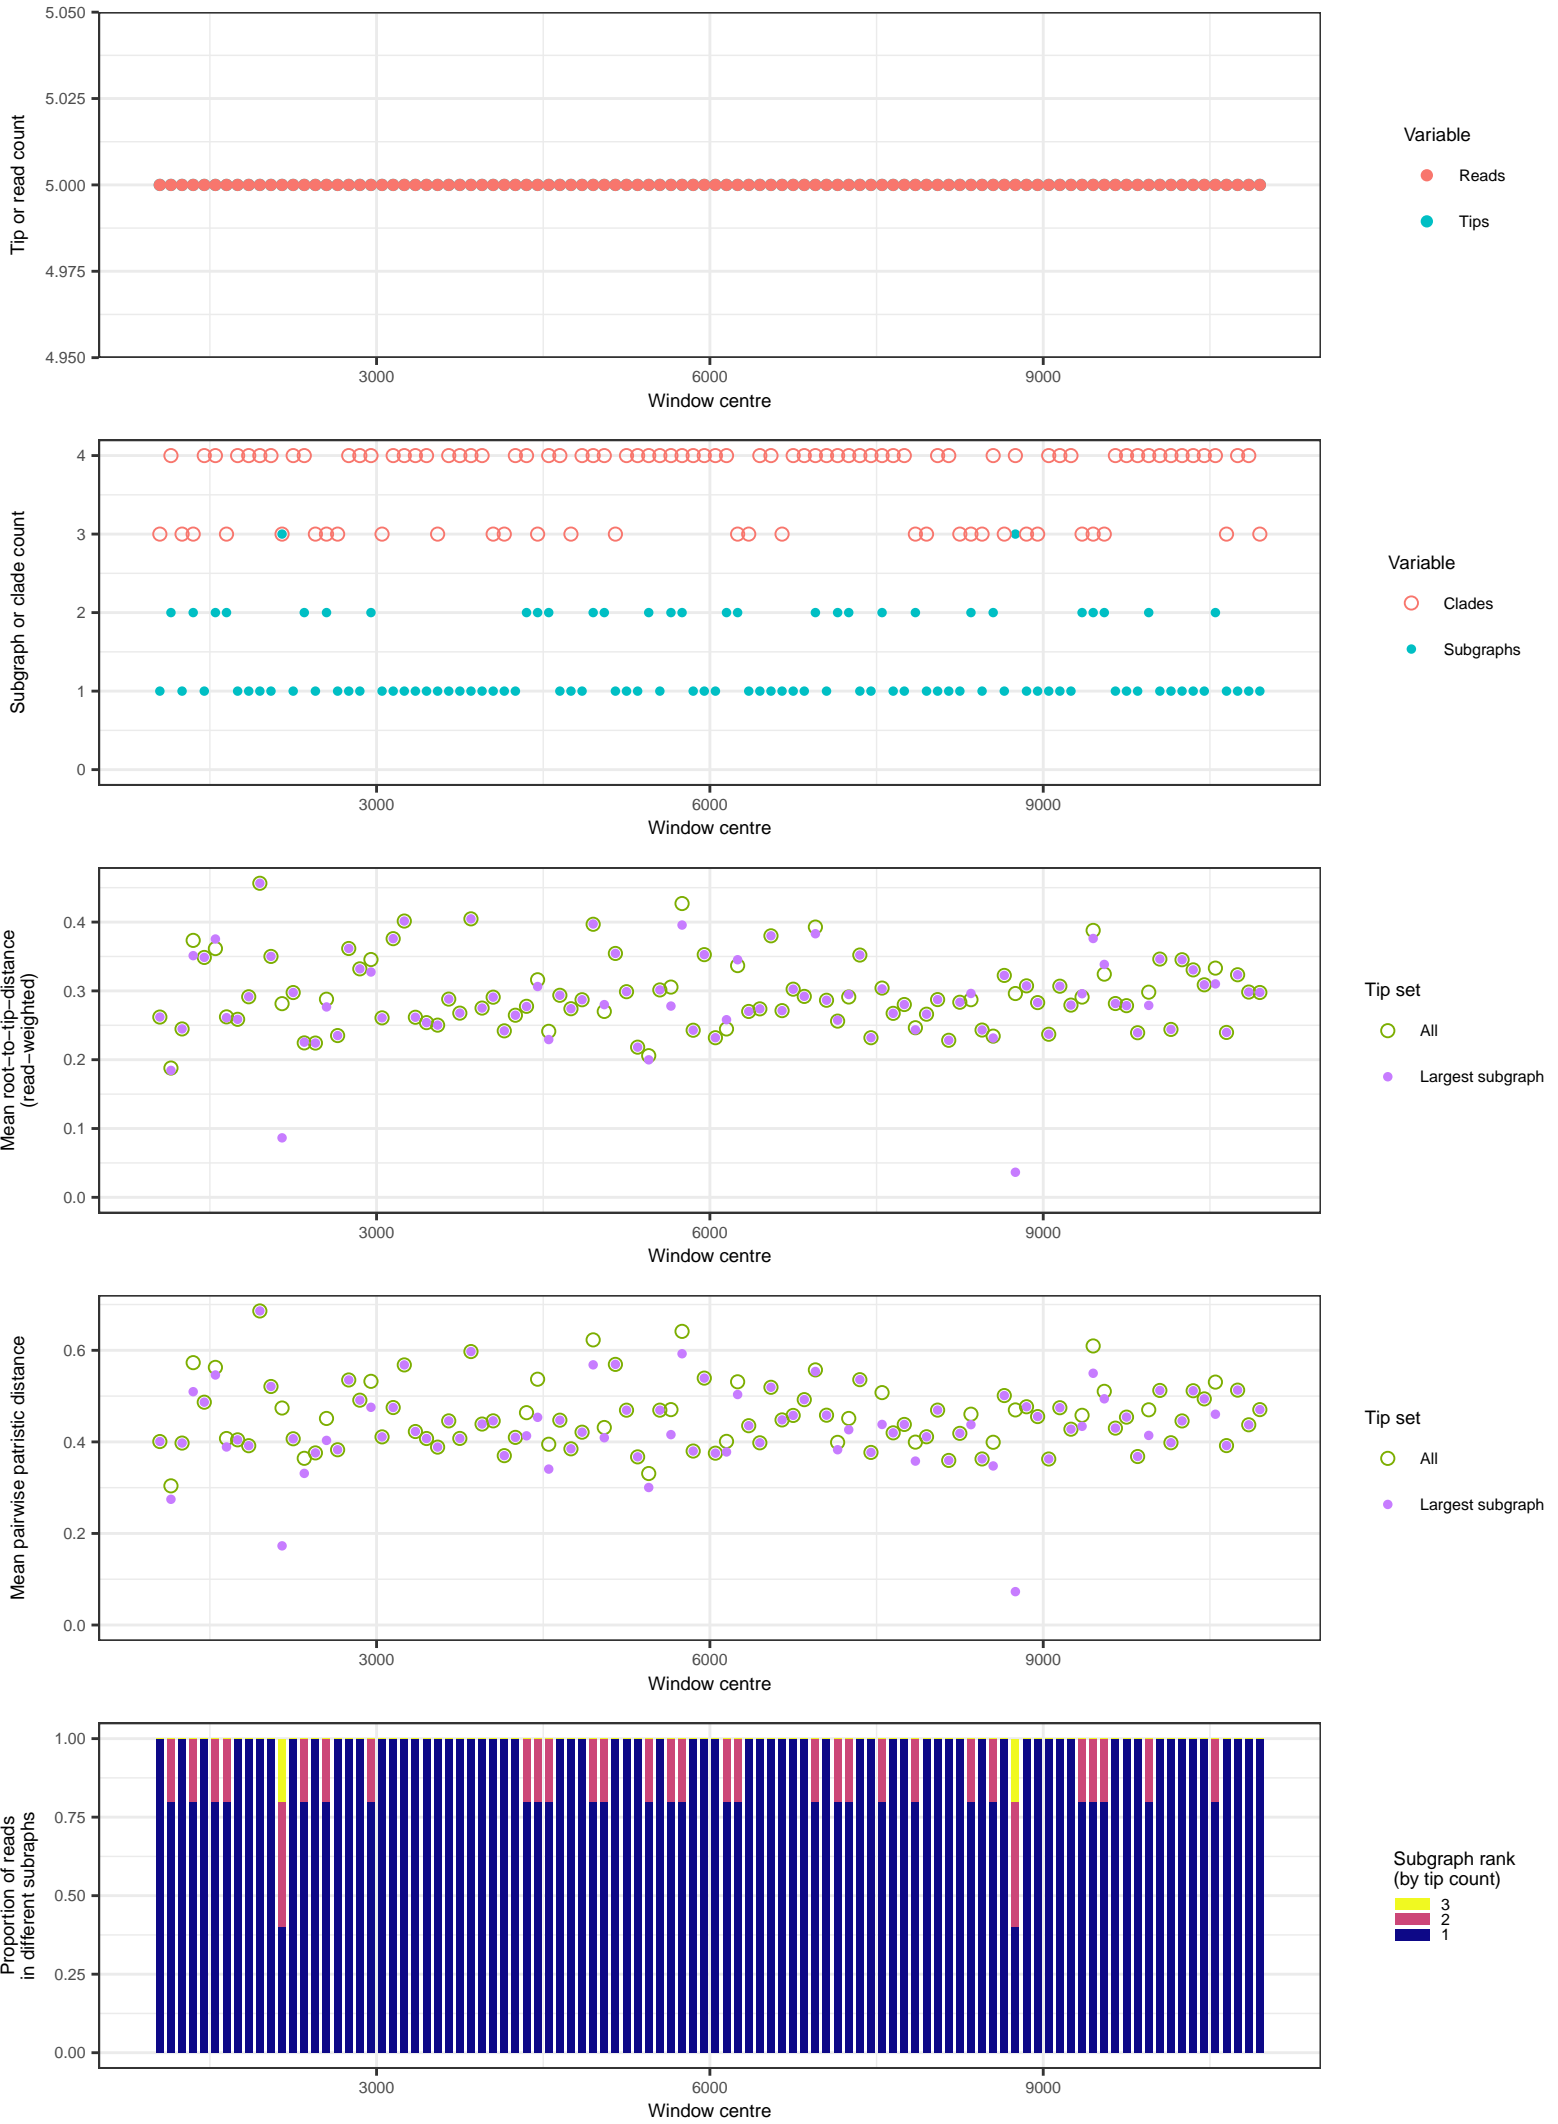 5.050
5.025
5.000
4.975
4.950
Tip or read count
3000 6000 9000
Window centre
Variable
Reads
Tips
4
3
2
1
0
Subgraph or clade count
3000 6000 9000
Window centre
Variable
Clades
Subgraphs
0.4
0.3
0.2
0.1
0.0
Mean root−to−tip−distance
(read−weighted)
3000 6000 9000
Window centre
Tip set
All
Largest subgraph
0.6
0.4
0.2
0.0
Mean pairwise patristic distance
3000 6000 9000
Window centre
Tip set
All
Largest subgraph
1.00
0.75
0.50
0.25
0.00
Proportion of reads
in different subraphs
3000 6000 9000
Window centre
Subgraph rank
(by tip count)
3
2
1